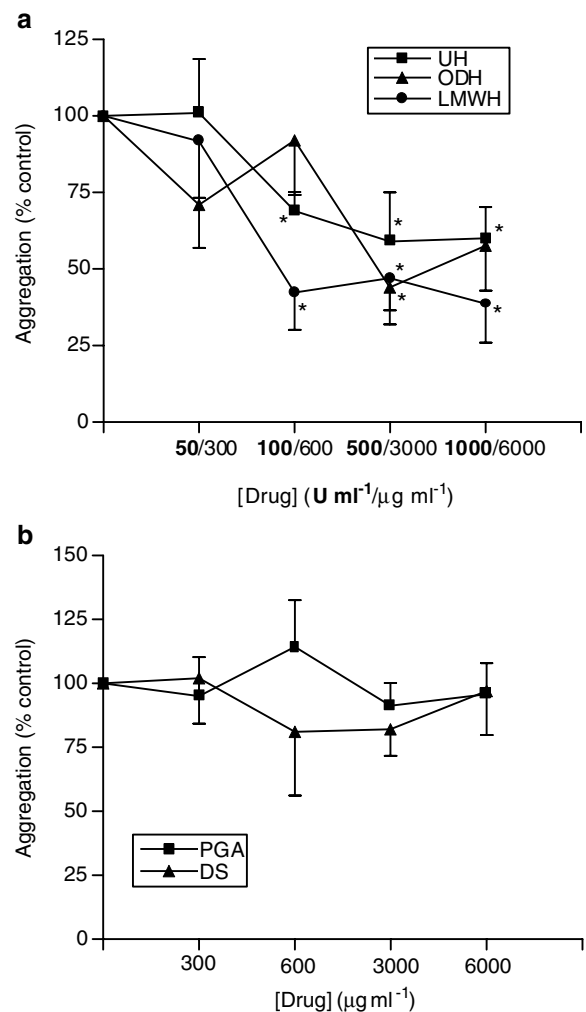 a
125
100
75
50
25
0
Aggregation (% control)
UH
ODH
LMWH
*
*
*
*
*
*
*
50/300 100/600 500/3000 1000/6000
[Drug] (U ml⁻¹/μg ml⁻¹)
b
150
125
100
75
50
25
0
Aggregation (% control)
PGA
DS
300 600 3000 6000
[Drug] (μg ml⁻¹)